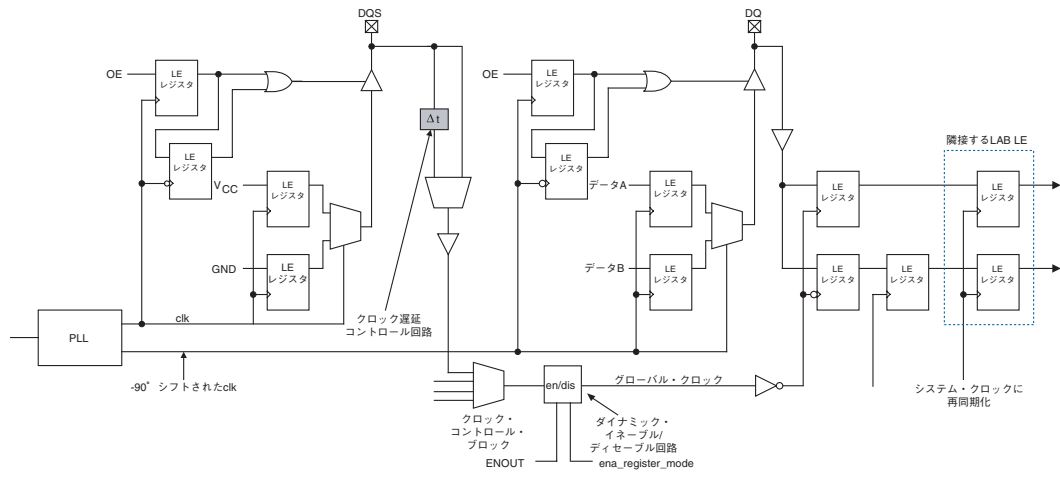 DQS
DQ
OE
LE
レジスタ
OE
LE
レジスタ
Δt
隣接するLAB LE
LE
レジスタ
LE
レジスタ
VCC
LE
レジスタ
データA
LE
レジスタ
LE
レジスタ
LE
レジスタ
GND
LE
レジスタ
データB
LE
レジスタ
LE
レジスタ
LE
レジスタ
LE
レジスタ
clk
クロック遅延
コントロール回路
PLL
-90°シフトされたclk
en/dis
グローバル・クロック
システム・クロックに
再同期化
クロック・
コントロール・
ブロック
ダイナミック・
イネーブル/
ディセーブル回路
ENOUT
ena_register_mode